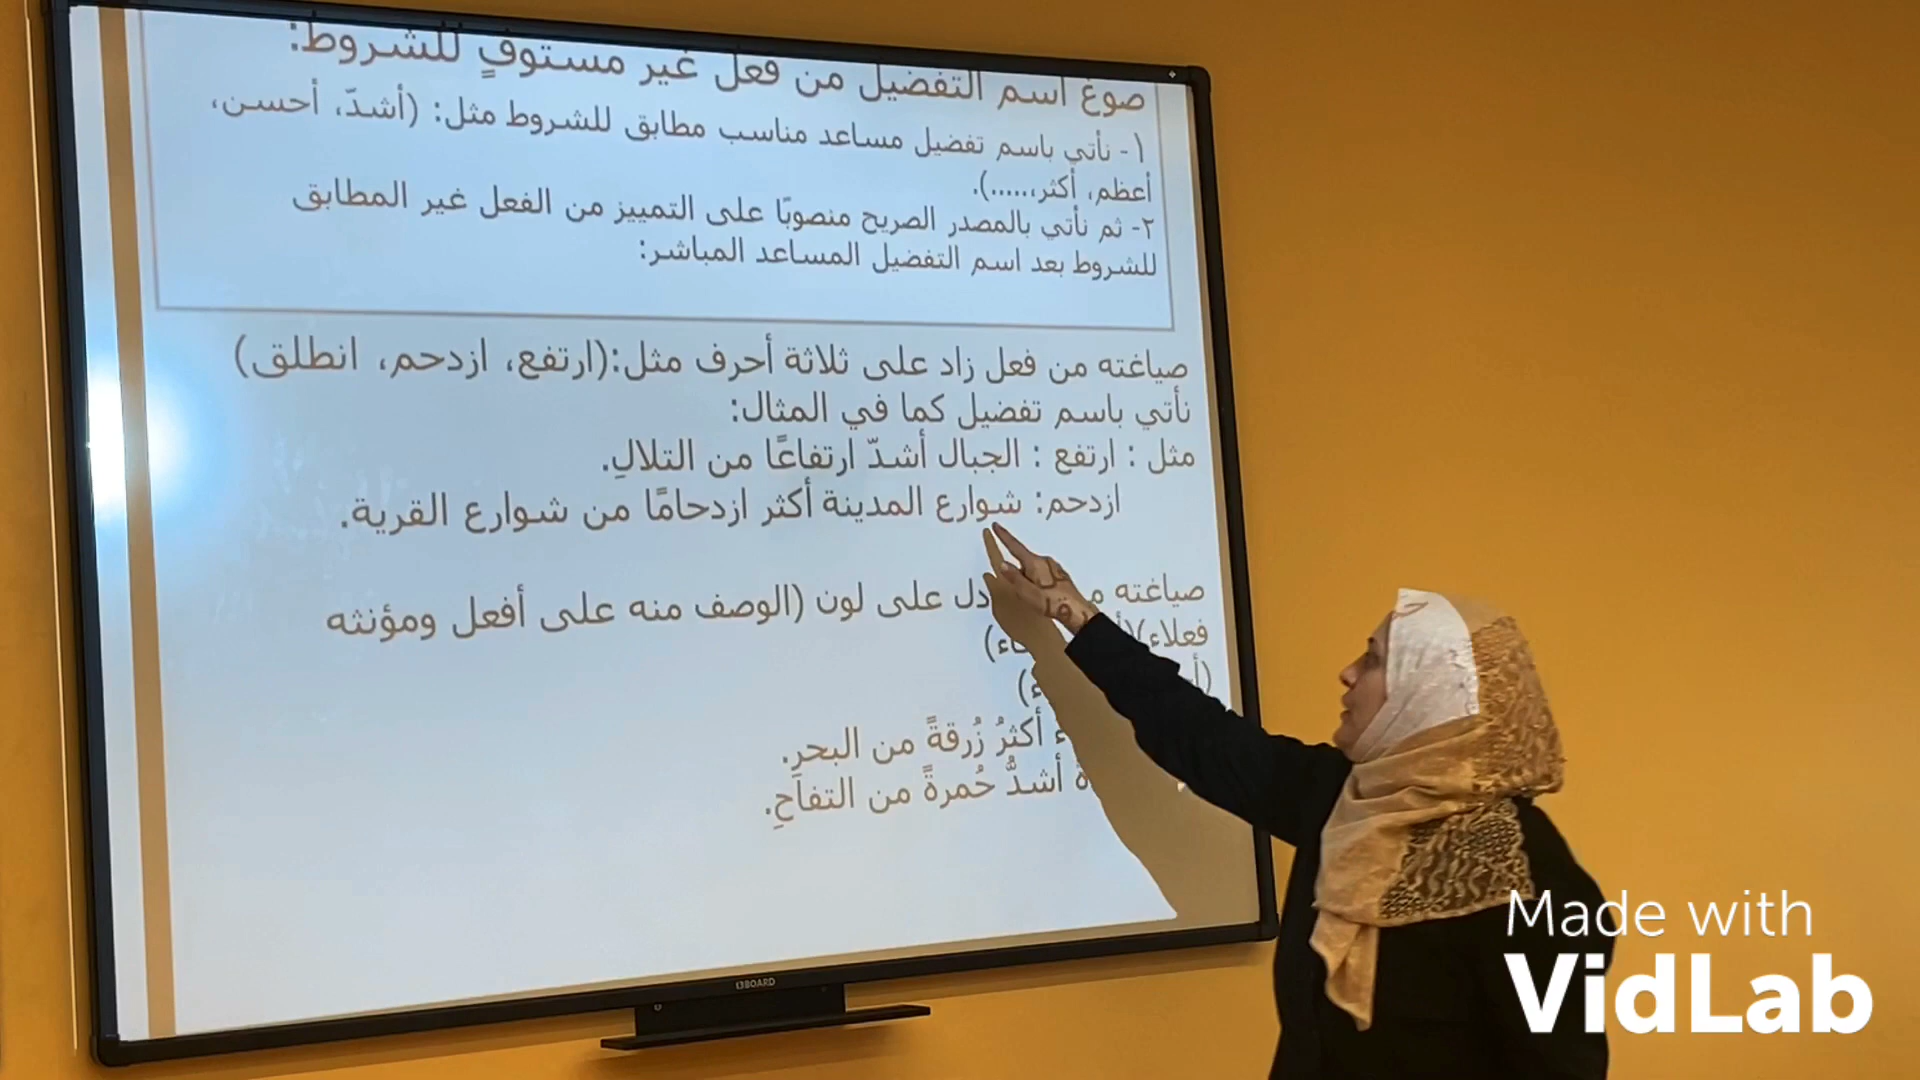 صوغ اسم التفضيل من فعل غير مستوفٍ للشروط:
١- نأتي باسم تفضيل مساعد مناسب مطابق للشروط مثل: (أشدّ، أحسن،
أعظم، أكثر،.....).
٢- ثم نأتي بالمصدر الصريح منصوبًا على التمييز من الفعل غير المطابق
للشروط بعد اسم التفضيل المساعد المباشر:
صياغته من فعل زاد على ثلاثة أحرف مثل:(ارتفع، ازدحم، انطلق)
نأتي باسم تفضيل كما في المثال:
مثل : ارتفع : الجبال أشدّ ارتفاعًا من التلالِ.
ازدحم: شوارع المدينة أكثر ازدحامًا من شوارع القرية.
صياغته دل على لون (الوصف منه على أفعل ومؤنثه
فعلاء)
أكثرُ زُرقةً من البحرِ.
أشدُّ حُمرةً من التفاحِ.
BOARD
Made with
VidLab